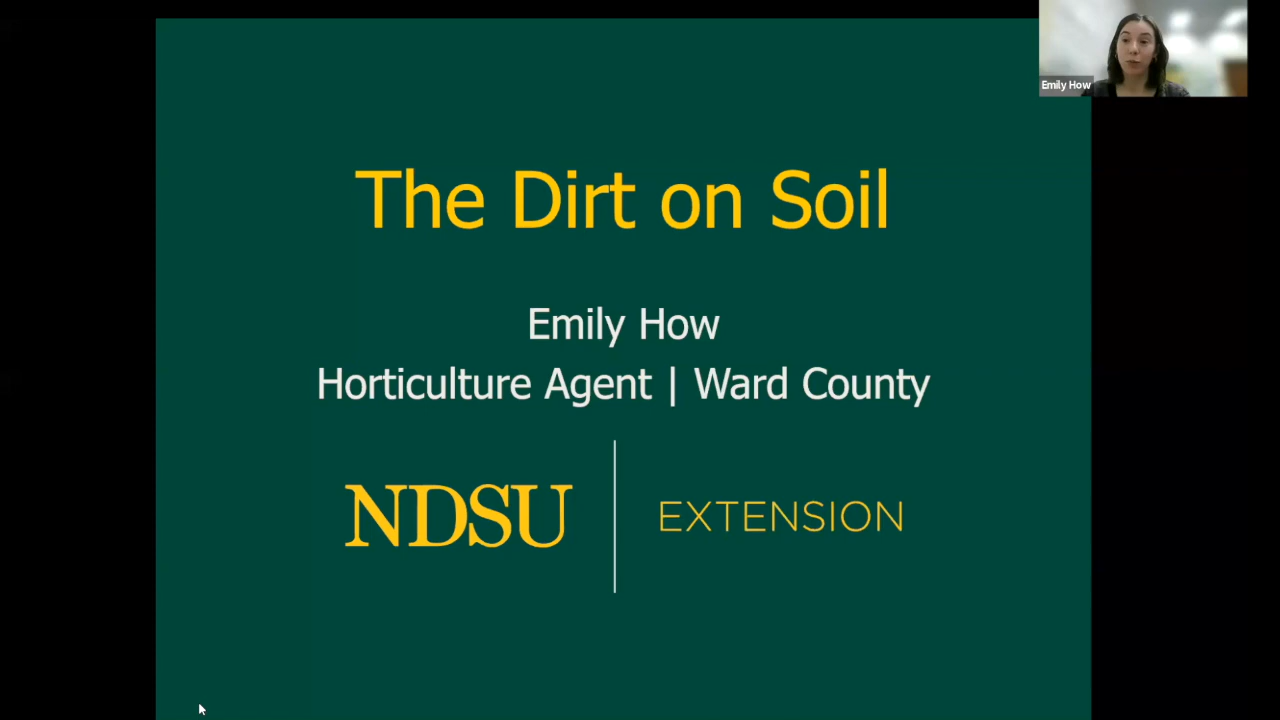 Emily How
The Dirt on Soil
Emily How
Horticulture Agent | Ward County
NDSU
EXTENSION